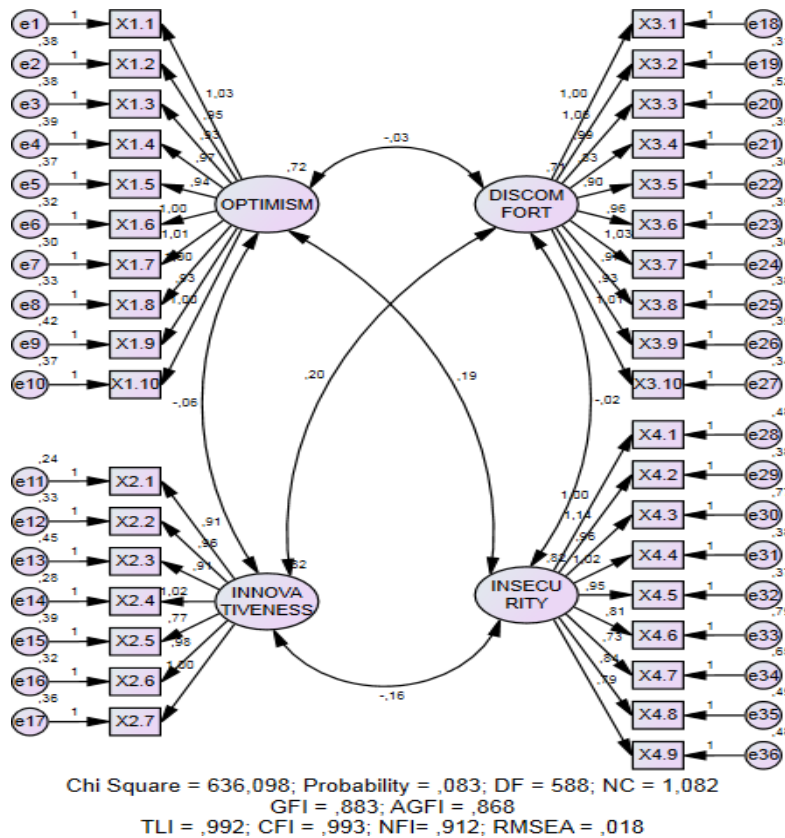 e1 1 X1.1
,38
e2 1 X1.2
,38
e3 1 X1.3
,39
e4 1 X1.4
,37
e5 1 X1.5
,32
e6 1 X1.6
,30
e7 1 X1.7
,33
e8 1 X1.8
,42
e9 1 X1.9
,37
e10 1 X1.10
1,03
,95
,93
,97
,94
1,00
1,01
,93
1,00
,72
OPTIMISM
-,03
X3.1 1 e18
X3.2 1 e19
X3.3 1 e20
X3.4 1 e21
X3.5 1 e22
X3.6 1 e23
X3.7 1 e24
X3.8 1 e25
X3.9 1 e26
X3.10 1 e27
1,00
1,06
,99
,90
,96
1,03
,93
1,01
,71
DISCOM
FORT
,20
,19
-,06
-,02
,24
e11 1 X2.1
,33
e12 1 X2.2
,45
e13 1 X2.3
,28
e14 1 X2.4
,39
e15 1 X2.5
,32
e16 1 X2.6
,36
e17 1 X2.7
,91
,96
,91
1,02
,77
,98
1,00
INNOVA
TIVENESS
-,16
X4.1 1 e28
X4.2 1 e29
X4.3 1 e30
X4.4 1 e31
X4.5 1 e32
X4.6 1 e33
X4.7 1 e34
X4.8 1 e35
X4.9 1 e36
1,00
1,14
,96
1,02
,95
,81
,73
,84
,79
,82
INSECU
RITY
Chi Square = 636,098; Probability = ,083; DF = 588; NC = 1,082
GFI = ,883; AGFI = ,868
TLI = ,992; CFI = ,993; NFI= ,912; RMSEA = ,018